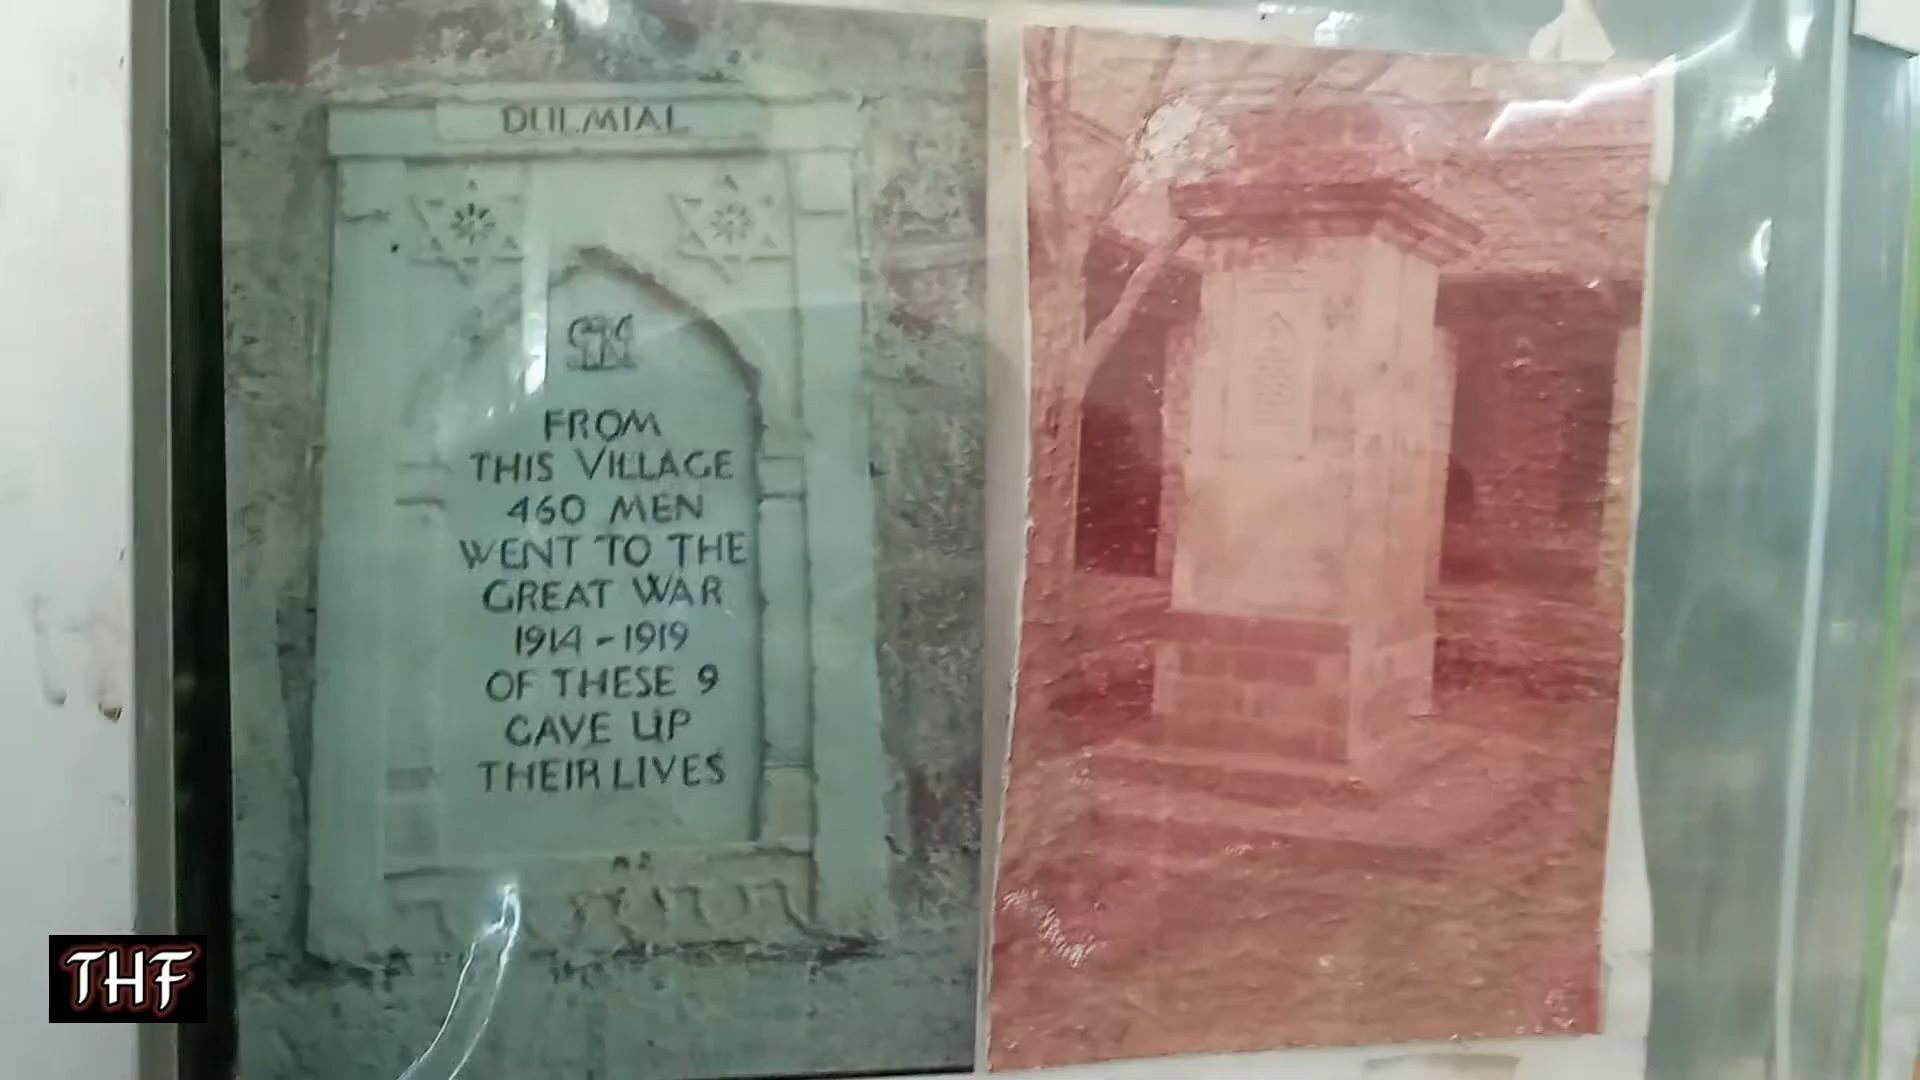 DULMIAL
FROM
THIS VILLAGE
460 MEN
WENT TO THE
GREAT WAR
1914 – 1919
OF THESE 9
GAVE UP
THEIR LIVES
THF